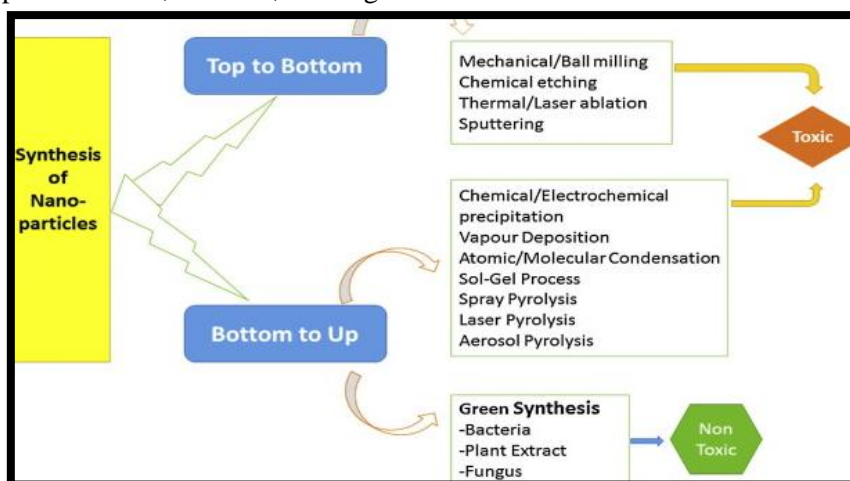 Top to Bottom
Mechanical/Ball milling
Chemical etching
Thermal/Laser ablation
Sputtering
Toxic
Synthesis
of
Nano-
particles
Chemical/Electrochemical
precipitation
Vapour Deposition
Atomic/Molecular Condensation
Sol-Gel Process
Spray Pyrolysis
Laser Pyrolysis
Aerosol Pyrolysis
Bottom to Up
Green Synthesis
-Bacteria
-Plant Extract
-Fungus
Non
Toxic